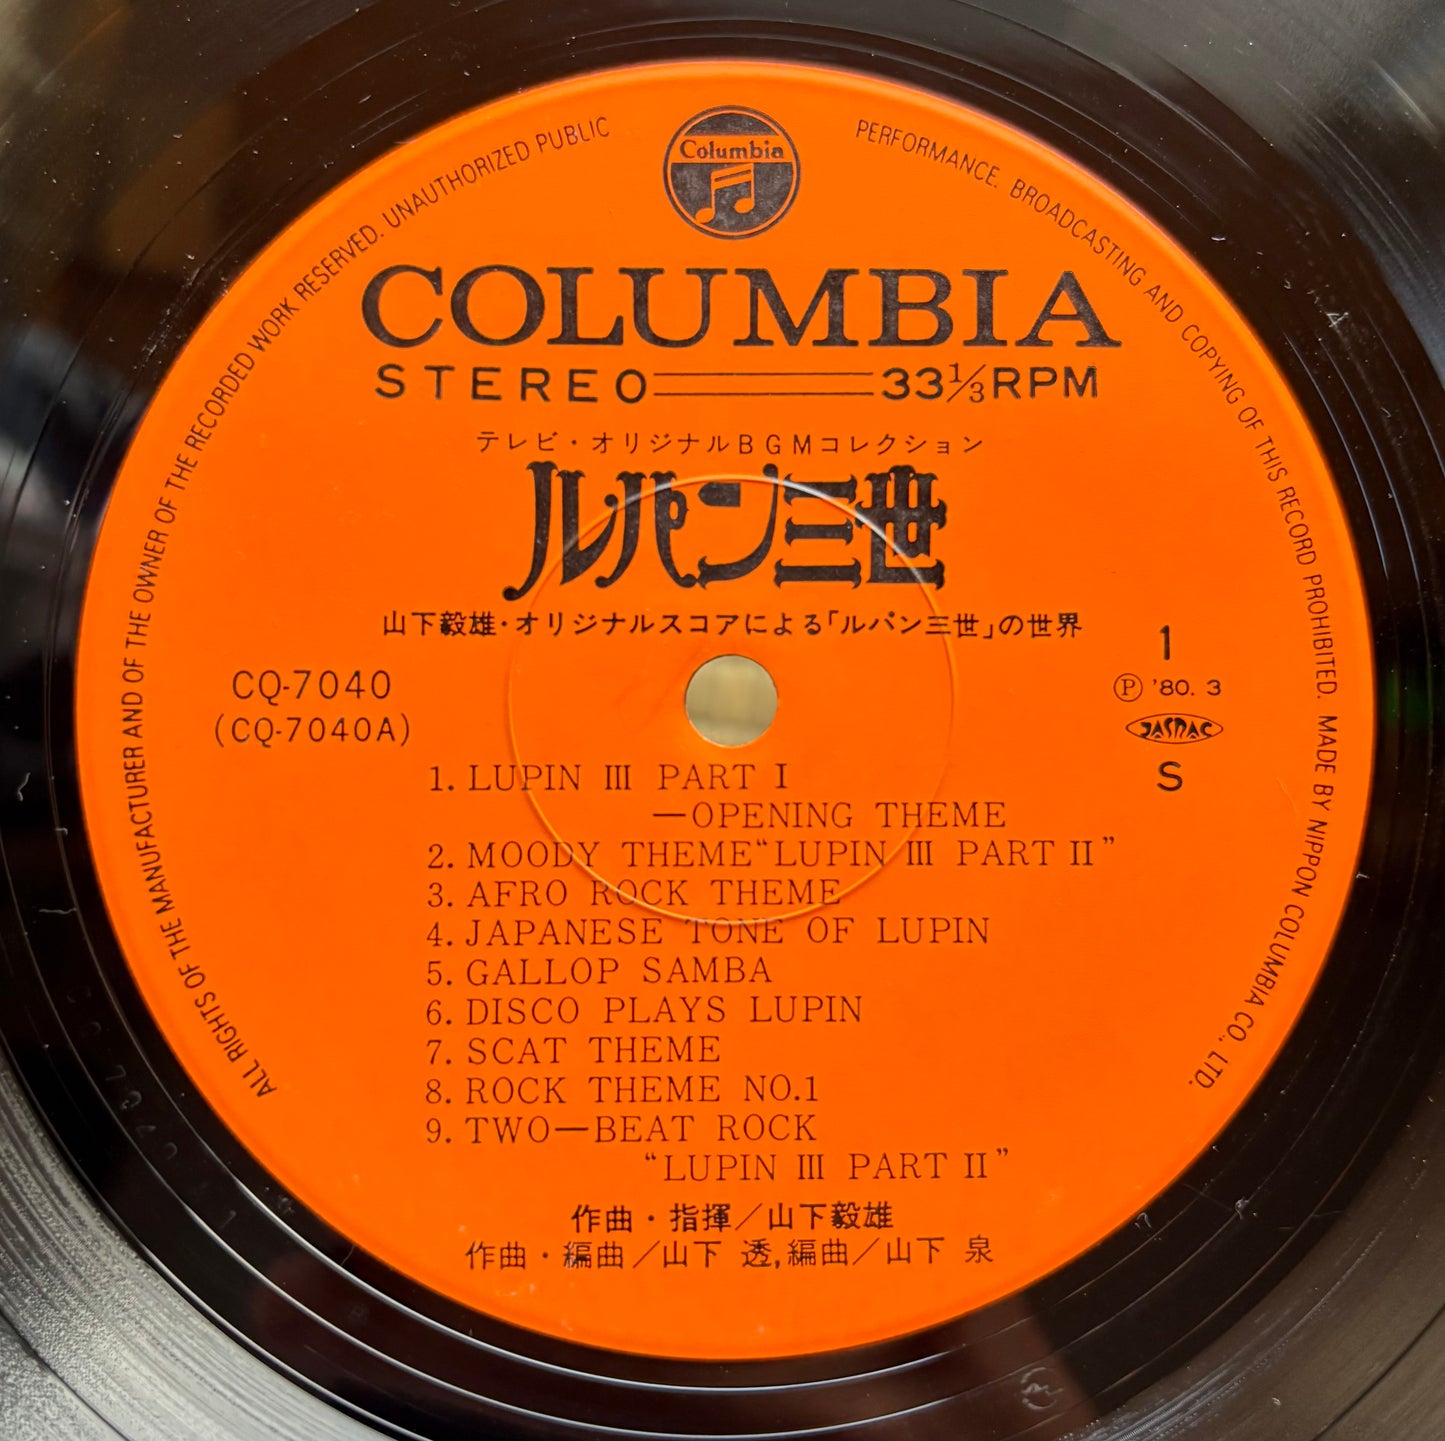 Columbia
ALL RIGHTS OF THE MANUFACTURER AND OF THE OWNER OF THE RECORDED WORK RESERVED. UNAUTHORIZED PUBLIC PERFORMANCE. BROADCASTING AND COPYING OF THIS RECORD PROHIBITED. MADE BY NIPPON COLUMBIA CO., LTD.
COLUMBIA
STEREO 33⅓RPM
テレビ・オリジナルBGMコレクション
ルパン三世
山下毅雄・オリジナルスコアによる「ルパン三世」の世界
CQ-7040
(CQ-7040A)
1
Ⓟ '80. 3
JASRAC
S
1. LUPIN III PART I
—OPENING THEME
2. MOODY THEME“LUPIN III PART II”
3. AFRO ROCK THEME
4. JAPANESE TONE OF LUPIN
5. GALLOP SAMBA
6. DISCO PLAYS LUPIN
7. SCAT THEME
8. ROCK THEME NO.1
9. TWO—BEAT ROCK
“LUPIN III PART II”
作曲・指揮／山下毅雄
作曲・編曲／山下 透,編曲／山下 泉